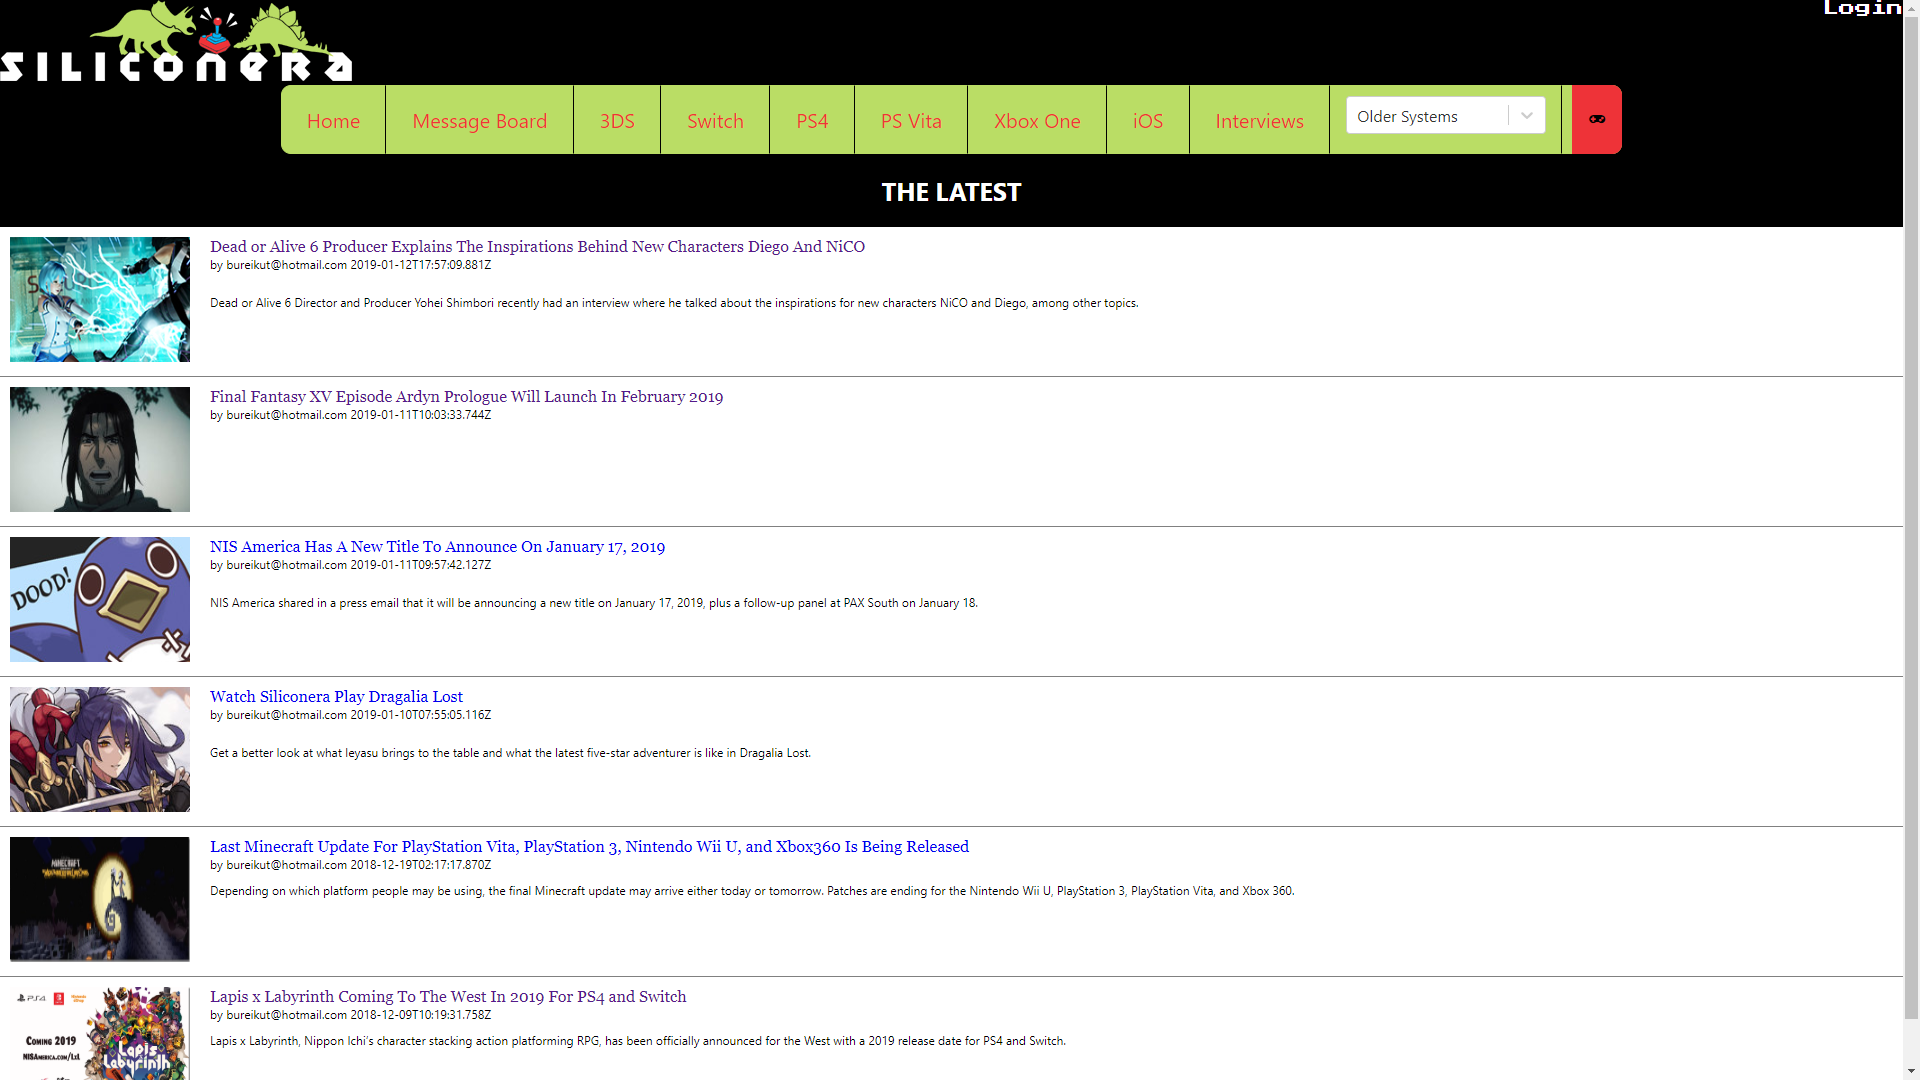 SILICONERA
Login
Home
Message Board
3DS
Switch
PS4
PS Vita
Xbox One
iOS
Interviews
Older Systems
THE LATEST
Dead or Alive 6 Producer Explains The Inspirations Behind New Characters Diego And NiCO
by bureikut@hotmail.com 2019-01-12T17:57:09.881Z
Dead or Alive 6 Director and Producer Yohei Shimbori recently had an interview where he talked about the inspirations for new characters NiCO and Diego, among other topics.
Final Fantasy XV Episode Ardyn Prologue Will Launch In February 2019
by bureikut@hotmail.com 2019-01-11T10:03:33.744Z
DOOD!
NIS America Has A New Title To Announce On January 17, 2019
by bureikut@hotmail.com 2019-01-11T09:57:42.127Z
NIS America shared in a press email that it will be announcing a new title on January 17, 2019, plus a follow-up panel at PAX South on January 18.
Watch Siliconera Play Dragalia Lost
by bureikut@hotmail.com 2019-01-10T07:55:05.116Z
Get a better look at what Ieyasu brings to the table and what the latest five-star adventurer is like in Dragalia Lost.
MINECRAFT
Last Minecraft Update For PlayStation Vita, PlayStation 3, Nintendo Wii U, and Xbox360 Is Being Released
by bureikut@hotmail.com 2018-12-19T02:17:17.870Z
Depending on which platform people may be using, the final Minecraft update may arrive either today or tomorrow. Patches are ending for the Nintendo Wii U, PlayStation 3, PlayStation Vita, and Xbox 360.
PS4
COMING 2019
NISAMERICA.COM/LXL
Lapis
Labyrinth
Lapis x Labyrinth Coming To The West In 2019 For PS4 and Switch
by bureikut@hotmail.com 2018-12-09T10:19:31.758Z
Lapis x Labyrinth, Nippon Ichi's character stacking action platforming RPG, has been officially announced for the West with a 2019 release date for PS4 and Switch.